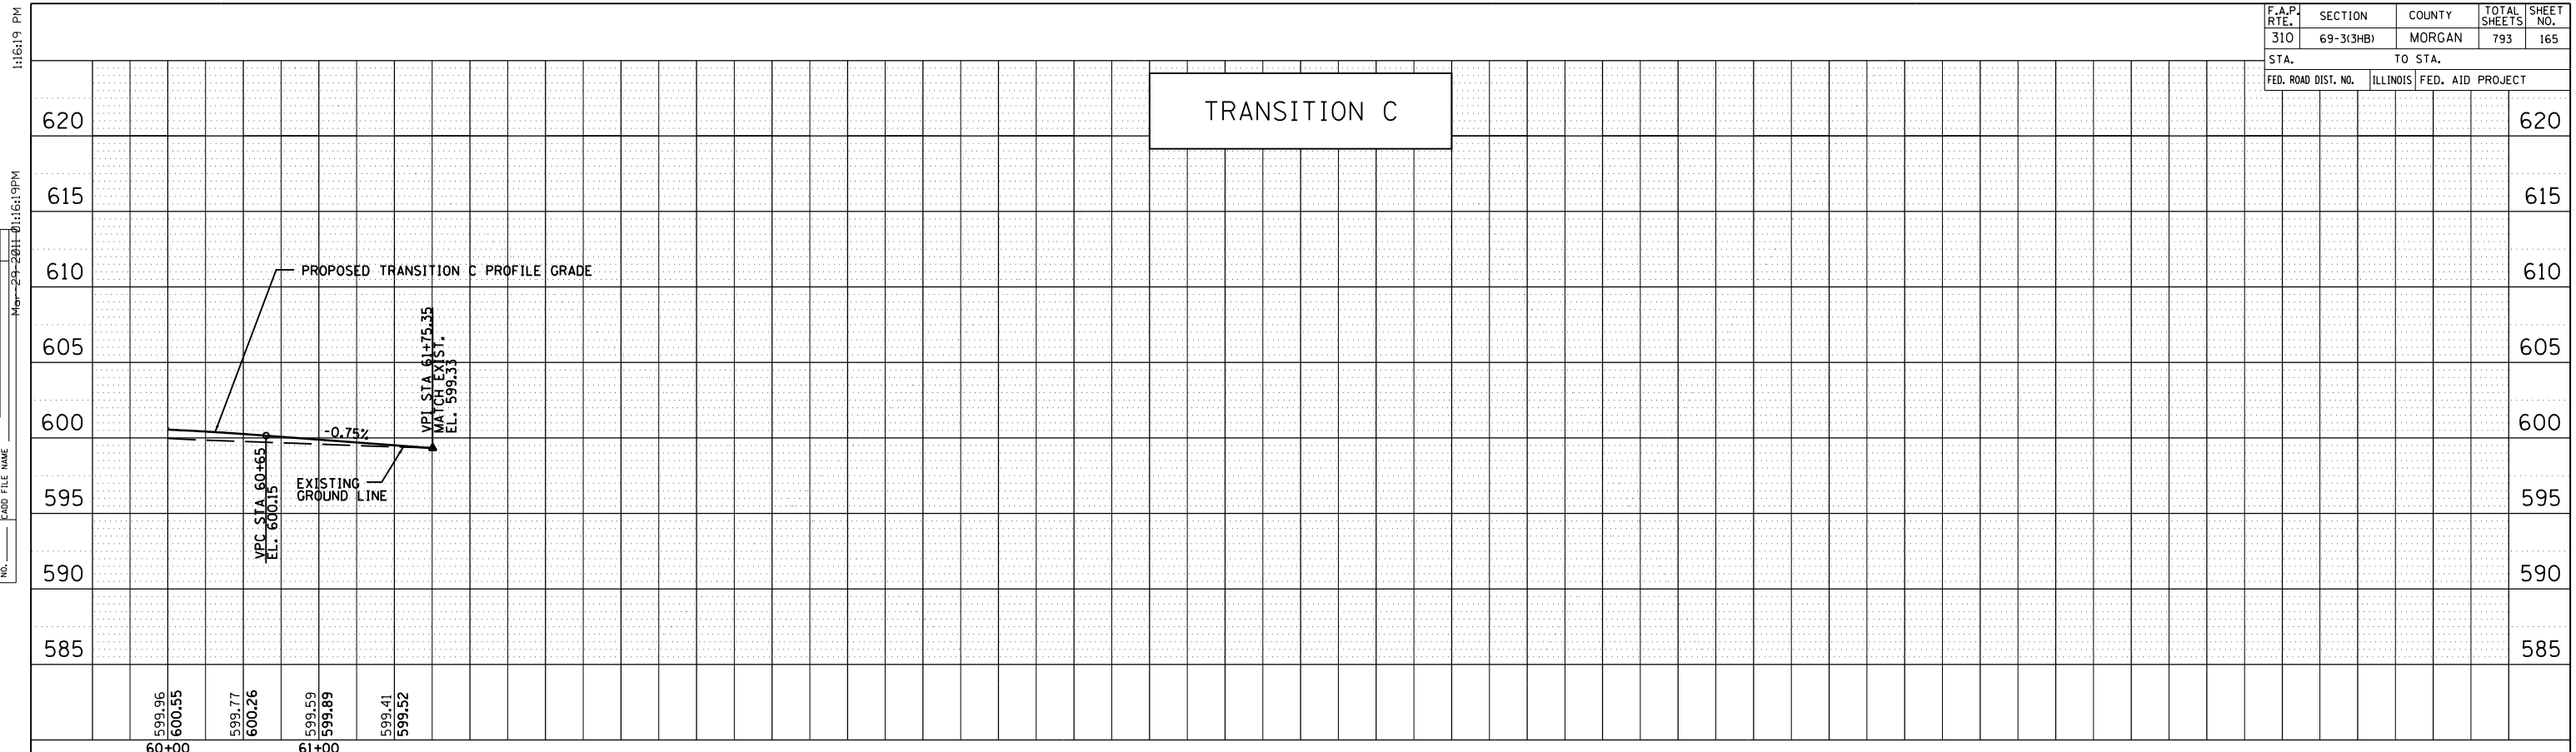 1:16:19 PM
Mar-29-2011 01:16:19PM
NO.
CADD FILE NAME
F.A.P. RTE. SECTION COUNTY TOTAL SHEETS SHEET NO.
310 69-3(3HB) MORGAN 793 165
STA. TO STA.
FED. ROAD DIST. NO. ILLINOIS FED. AID PROJECT
TRANSITION C
620 620
615 615
610 610
605 605
600 600
595 595
590 590
585 585
PROPOSED TRANSITION C PROFILE GRADE
VPI STA 61+75.35
MATCH EXIST.
EL. 599.33
-0.75%
VPC STA 60+65
EL. 600.15
EXISTING
GROUND LINE
599.96
600.55
599.77
600.26
599.59
599.89
599.41
599.52
60+00 61+00